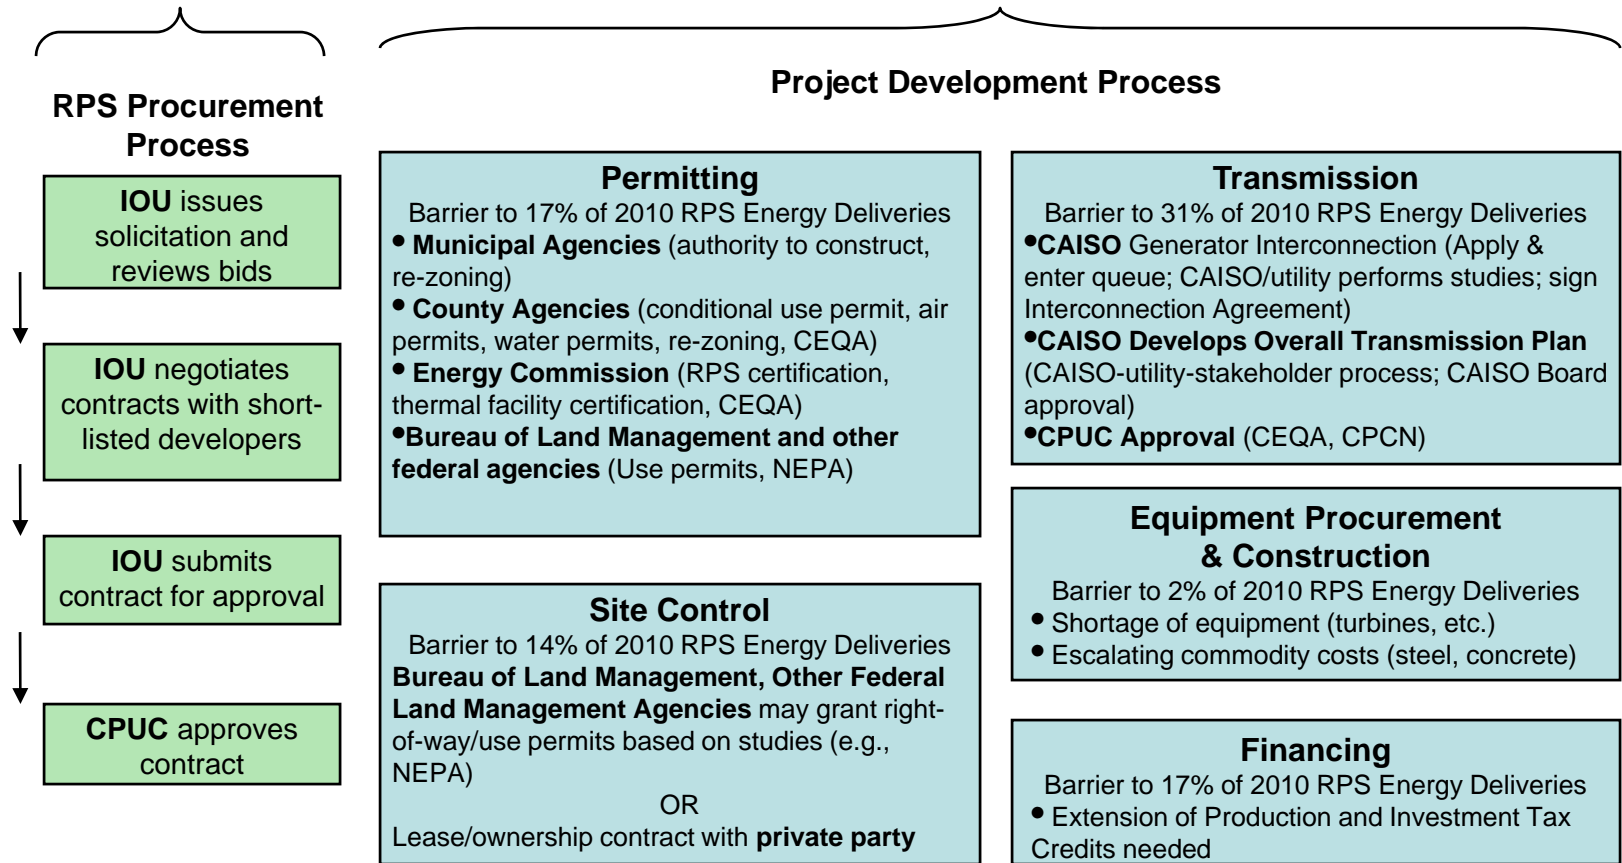 RPS Procurement
Process
IOU issues
solicitation and
reviews bids
IOU negotiates
contracts with short-
listed developers
IOU submits
contract for approval
CPUC approves
contract
Project Development Process
Permitting
Barrier to 17% of 2010 RPS Energy Deliveries
• Municipal Agencies (authority to construct,
re-zoning)
• County Agencies (conditional use permit, air
permits, water permits, re-zoning, CEQA)
• Energy Commission (RPS certification,
thermal facility certification, CEQA)
•Bureau of Land Management and other
federal agencies (Use permits, NEPA)
Site Control
Barrier to 14% of 2010 RPS Energy Deliveries
Bureau of Land Management, Other Federal
Land Management Agencies may grant right-
of-way/use permits based on studies (e.g.,
NEPA)
OR
Lease/ownership contract with private party
Transmission
Barrier to 31% of 2010 RPS Energy Deliveries
•CAISO Generator Interconnection (Apply &
enter queue; CAISO/utility performs studies; sign
Interconnection Agreement)
•CAISO Develops Overall Transmission Plan
(CAISO-utility-stakeholder process; CAISO Board
approval)
•CPUC Approval (CEQA, CPCN)
Equipment Procurement
& Construction
Barrier to 2% of 2010 RPS Energy Deliveries
• Shortage of equipment (turbines, etc.)
• Escalating commodity costs (steel, concrete)
Financing
Barrier to 17% of 2010 RPS Energy Deliveries
• Extension of Production and Investment Tax
Credits needed